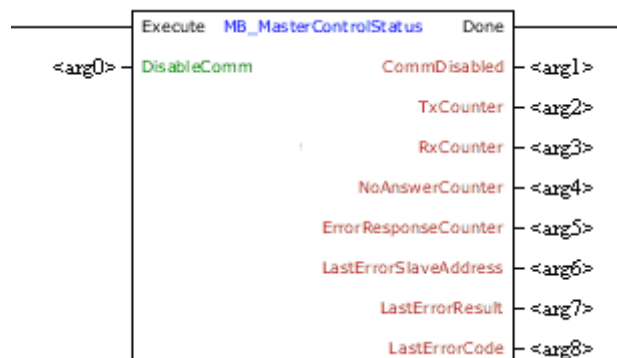 Execute MB_MasterControlStatus Done
<arg0> DisableComm CommDisabled <arg1>
TxCounter <arg2>
RxCounter <arg3>
NoAnswerCounter <arg4>
ErrorResponseCounter <arg5>
LastErrorSlaveAddress <arg6>
LastErrorResult <arg7>
LastErrorCode <arg8>